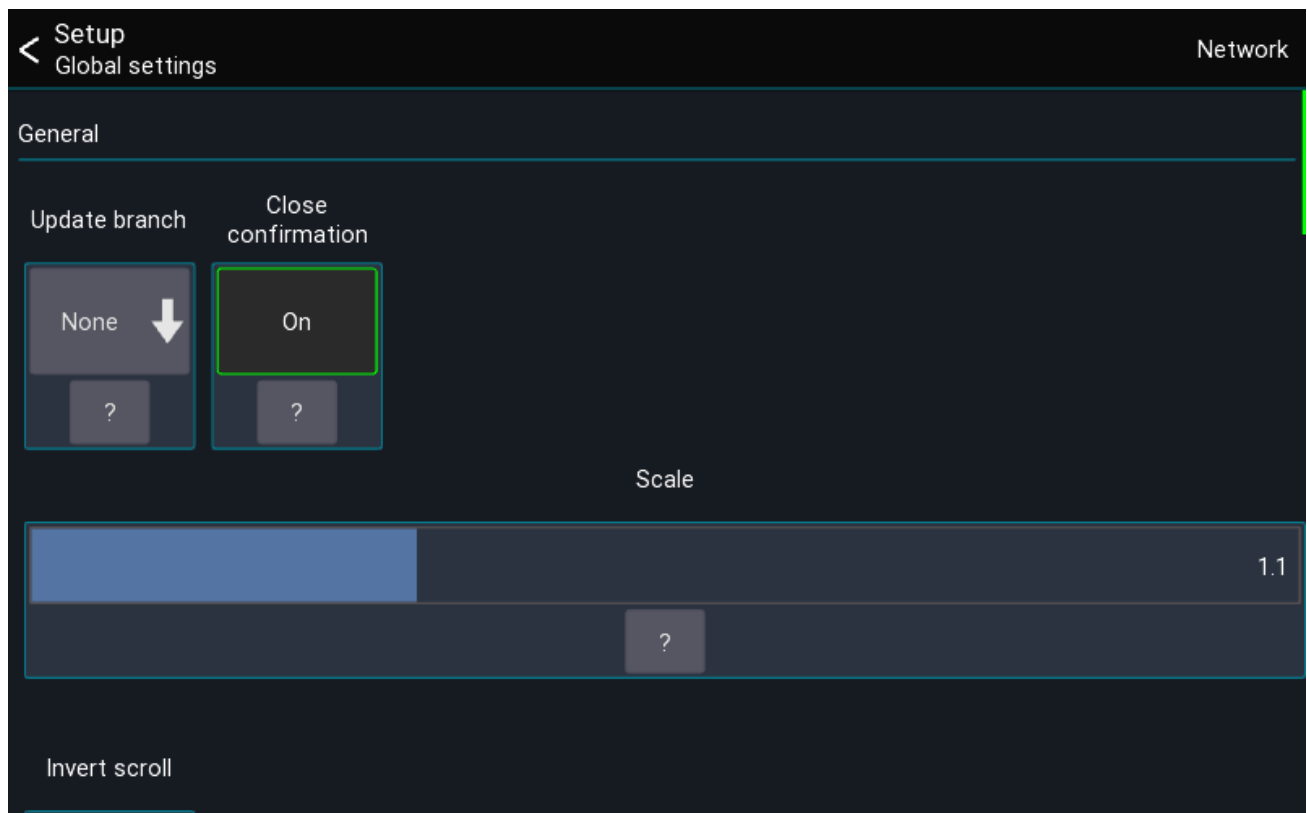 Setup
Global settings
Network
General
Update branch
Close
confirmation
None
On
?
?
Scale
1.1
?
Invert scroll